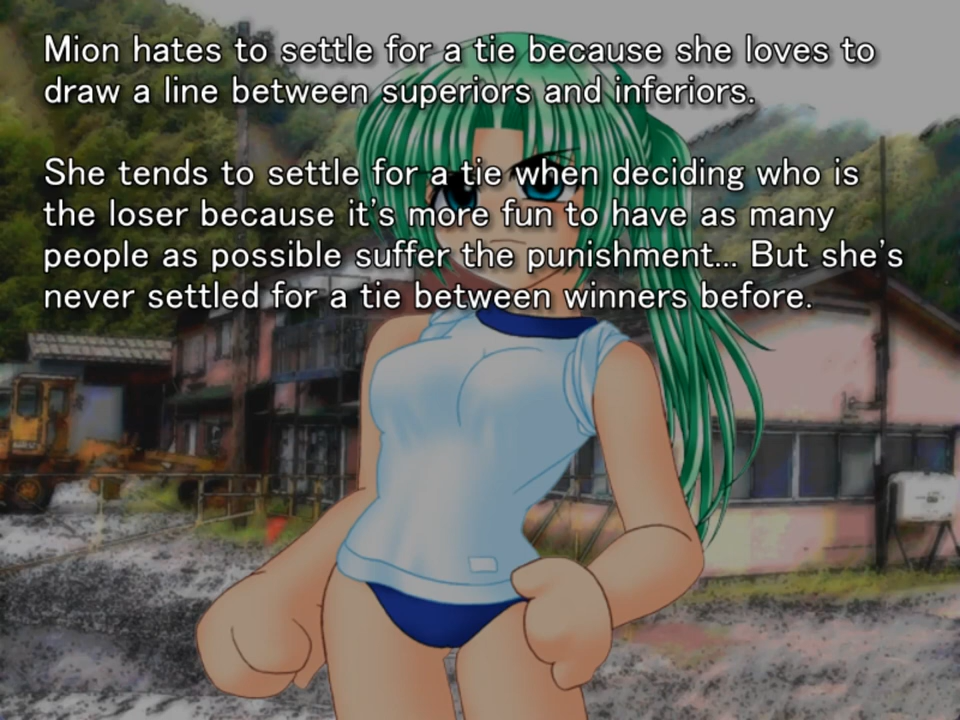 Mion hates to settle for a tie because she loves to
draw a line between superiors and inferiors.
She tends to settle for a tie when deciding who is
the loser because it's more fun to have as many
people as possible suffer the punishment... But she's
never settled for a tie between winners before.